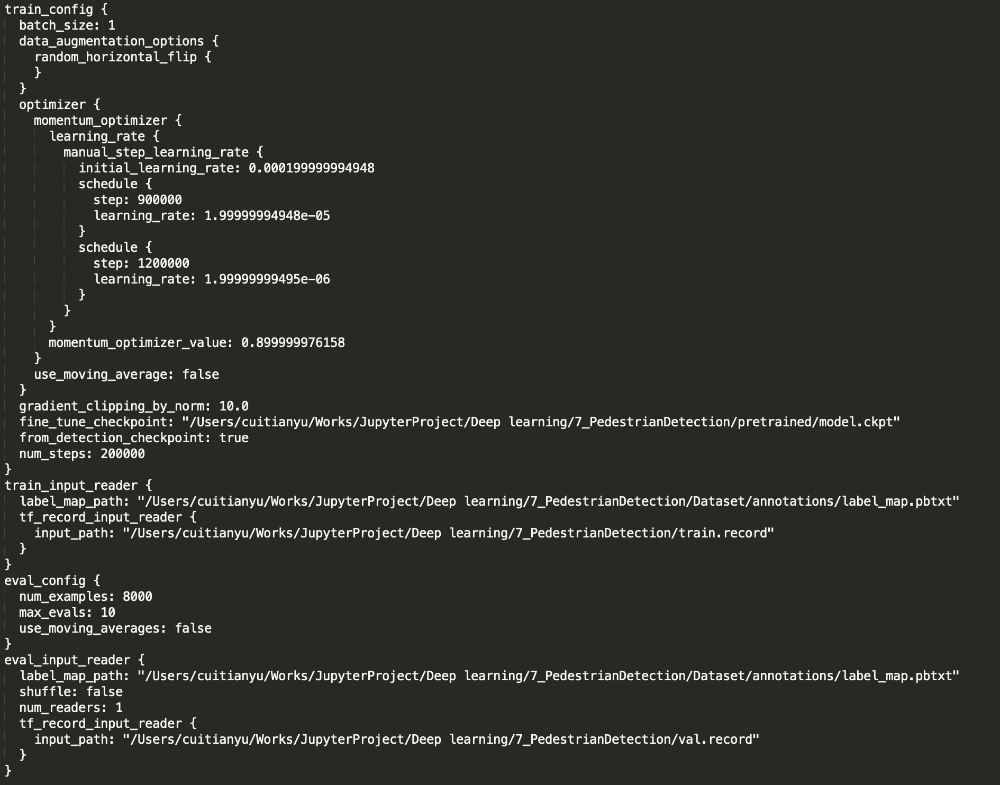 train_config {
  batch_size: 1
  data_augmentation_options {
    random_horizontal_flip {
    }
  }
  optimizer {
    momentum_optimizer {
      learning_rate {
        manual_step_learning_rate {
          initial_learning_rate: 0.000199999994948
          schedule {
            step: 900000
            learning_rate: 1.99999994948e-05
          }
          schedule {
            step: 1200000
            learning_rate: 1.99999999495e-06
          }
        }
      }
      momentum_optimizer_value: 0.899999976158
    }
    use_moving_average: false
  }
  gradient_clipping_by_norm: 10.0
  fine_tune_checkpoint: "/Users/cuitianyu/Works/JupyterProject/Deep learning/7_PedestrianDetection/pretrained/model.ckpt"
  from_detection_checkpoint: true
  num_steps: 200000
}
train_input_reader {
  label_map_path: "/Users/cuitianyu/Works/JupyterProject/Deep learning/7_PedestrianDetection/Dataset/annotations/label_map.pbtxt"
  tf_record_input_reader {
    input_path: "/Users/cuitianyu/Works/JupyterProject/Deep learning/7_PedestrianDetection/train.record"
  }
}
eval_config {
  num_examples: 8000
  max_evals: 10
  use_moving_averages: false
}
eval_input_reader {
  label_map_path: "/Users/cuitianyu/Works/JupyterProject/Deep learning/7_PedestrianDetection/Dataset/annotations/label_map.pbtxt"
  shuffle: false
  num_readers: 1
  tf_record_input_reader {
    input_path: "/Users/cuitianyu/Works/JupyterProject/Deep learning/7_PedestrianDetection/val.record"
  }
}